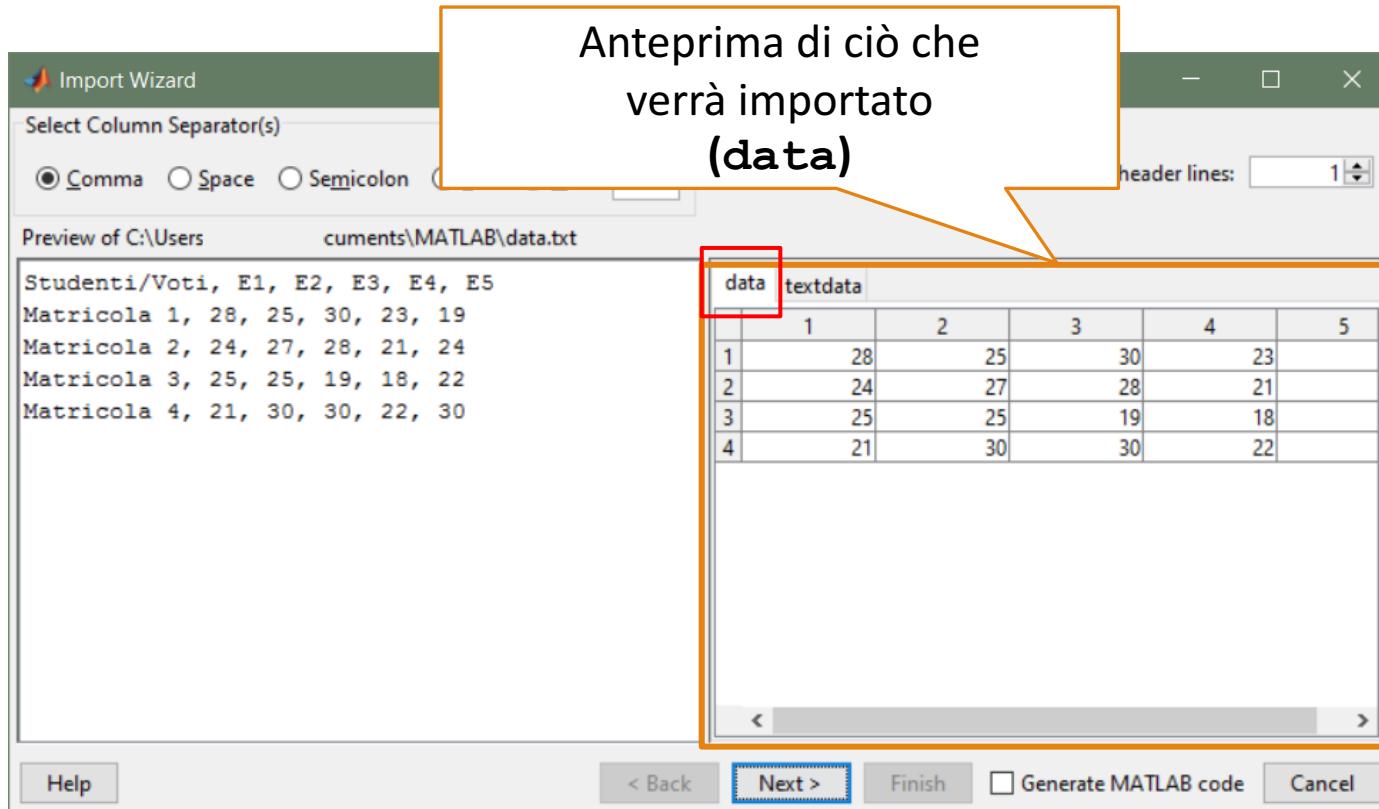 Anteprima di ciò che
verrà importato
(data)
Import Wizard
Select Column Separator(s)
Comma Space Semicolon
header lines: 1
Preview of C:\Users cuments\MATLAB\data.txt
Studenti/Voti, E1, E2, E3, E4, E5
Matricola 1, 28, 25, 30, 23, 19
Matricola 2, 24, 27, 28, 21, 24
Matricola 3, 25, 25, 19, 18, 22
Matricola 4, 21, 30, 30, 22, 30
data textdata
1 2 3 4 5
1 28 25 30 23
2 24 27 28 21
3 25 25 19 18
4 21 30 30 22
Help < Back Next > Finish Generate MATLAB code Cancel